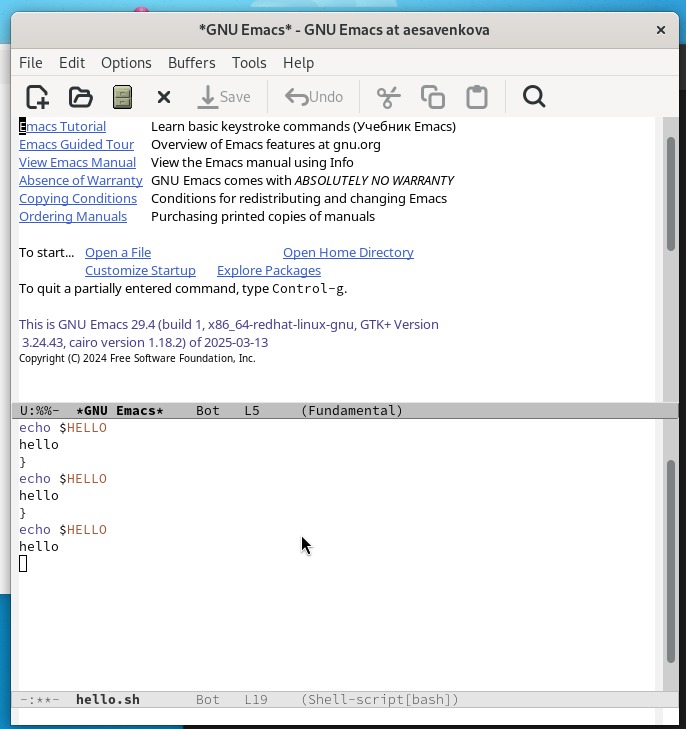 *GNU Emacs* - GNU Emacs at aesavenkova
File Edit Options Buffers Tools Help
Save Undo
Emacs Tutorial Learn basic keystroke commands (Учебник Emacs)
Emacs Guided Tour Overview of Emacs features at gnu.org
View Emacs Manual View the Emacs manual using Info
Absence of Warranty GNU Emacs comes with ABSOLUTELY NO WARRANTY
Copying Conditions Conditions for redistributing and changing Emacs
Ordering Manuals Purchasing printed copies of manuals
To start... Open a File Open Home Directory
Customize Startup Explore Packages
To quit a partially entered command, type Control-g.
This is GNU Emacs 29.4 (build 1, x86_64-redhat-linux-gnu, GTK+ Version
3.24.43, cairo version 1.18.2) of 2025-03-13
Copyright (C) 2024 Free Software Foundation, Inc.
U:%%- *GNU Emacs* Bot L5 (Fundamental)
echo $HELLO
hello
}
echo $HELLO
hello
}
echo $HELLO
hello
-:**- hello.sh Bot L19 (Shell-script[bash])